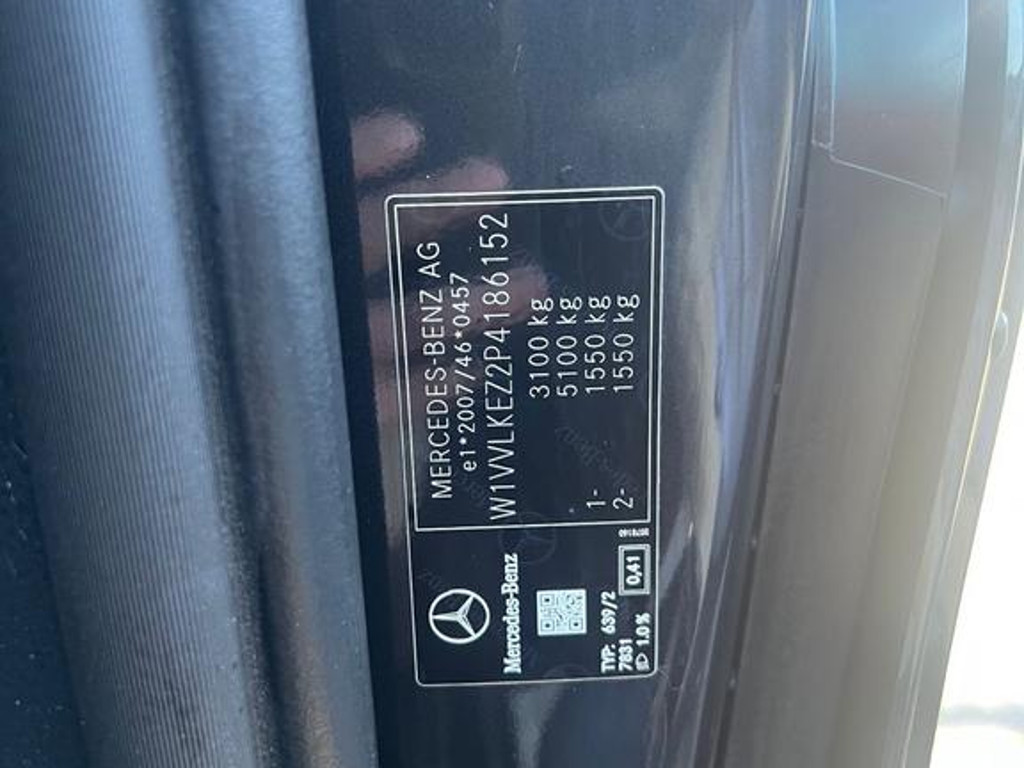 MERCEDES-BENZ AG
e1*2007/46*0457
W1VVLKEZ2P4186152
3100 kg
5100 kg
1- 1550 kg
2- 1550 kg
Mercedes-Benz
TYP: 639/2
7831
1.0%
0,41